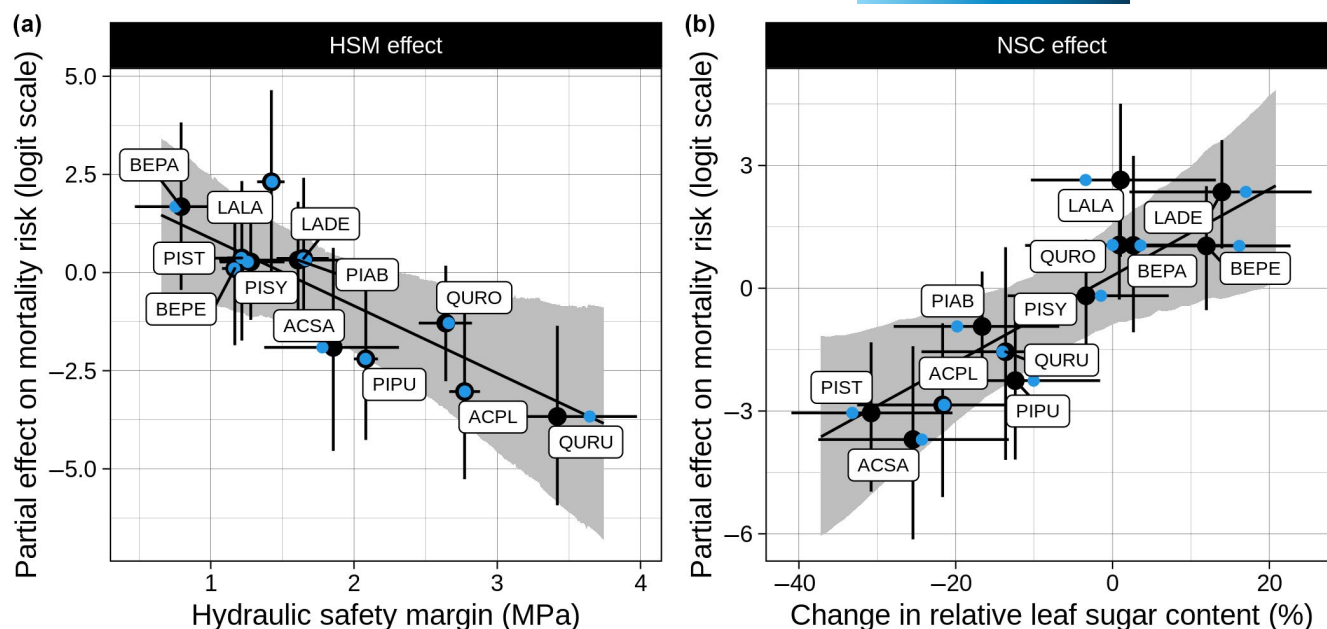 (a)
HSM effect
Partial effect on mortality risk (logit scale)
5.0
2.5
0.0
−2.5
−5.0
BEPA
LALA
LADE
PIST
PIAB
BEPE
PISY
QURO
ACSA
PIPU
ACPL
QURU
1
2
3
4
Hydraulic safety margin (MPa)
(b)
NSC effect
Partial effect on mortality risk (logit scale)
3
0
−3
−6
LALA
LADE
QURO
BEPA
BEPE
PIAB
PISY
QURU
ACPL
PIST
PIPU
ACSA
−40
−20
0
20
Change in relative leaf sugar content (%)